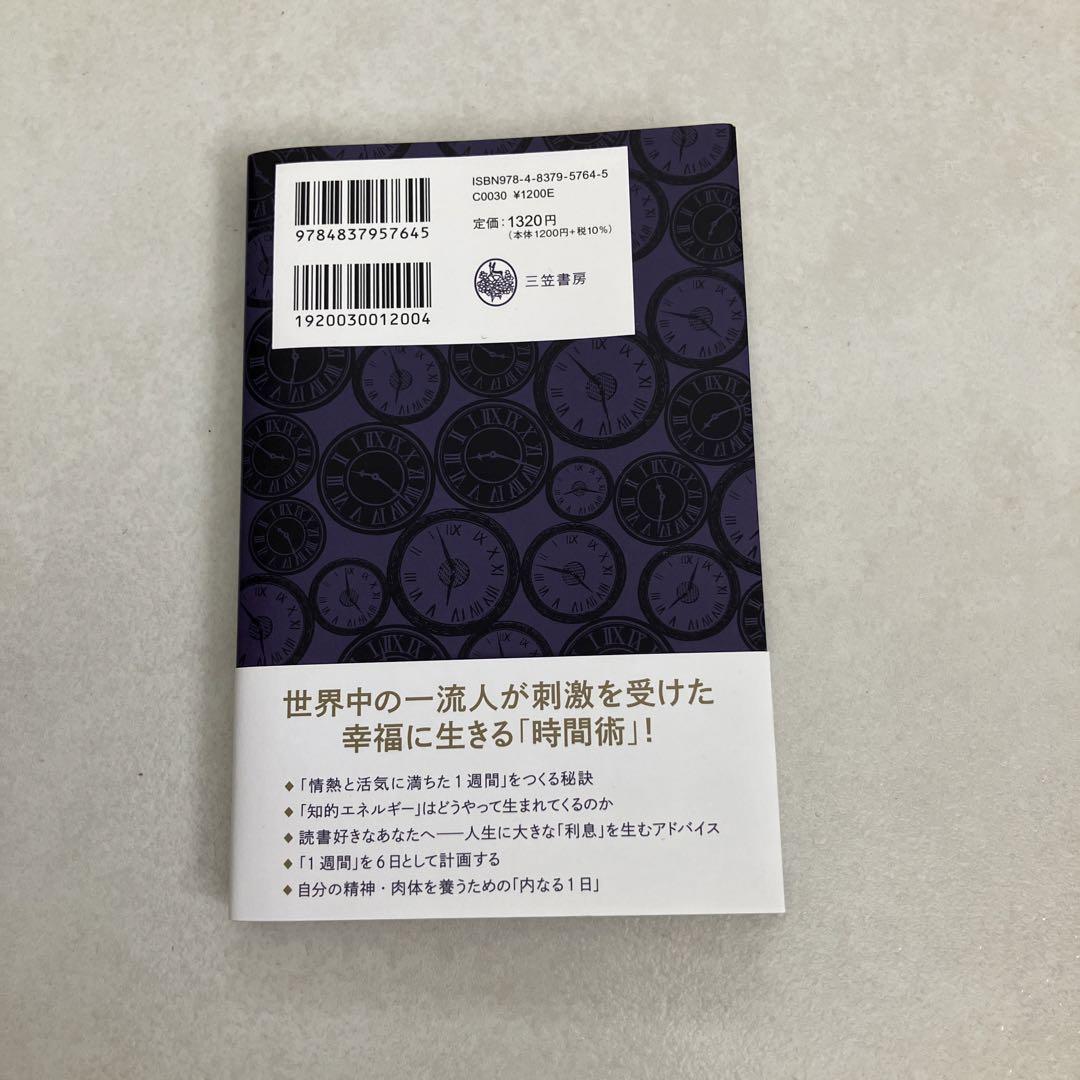 ISBN978-4-8379-5764-5
C0030 ¥1200E
定価：1320円
（本体1200円+税10%）
三笠書房
9784837957645
1920030012004
世界中の一流人が刺激を受けた
幸福に生きる「時間術」！
◆「情熱と活気に満ちた1週間」をつくる秘訣
◆「知的エネルギー」はどうやって生まれてくるのか
◆読書好きなあなたへ——人生に大きな「利息」を生むアドバイス
◆「1週間」を6日として計画する
◆自分の精神・肉体を養うための「内なる1日」